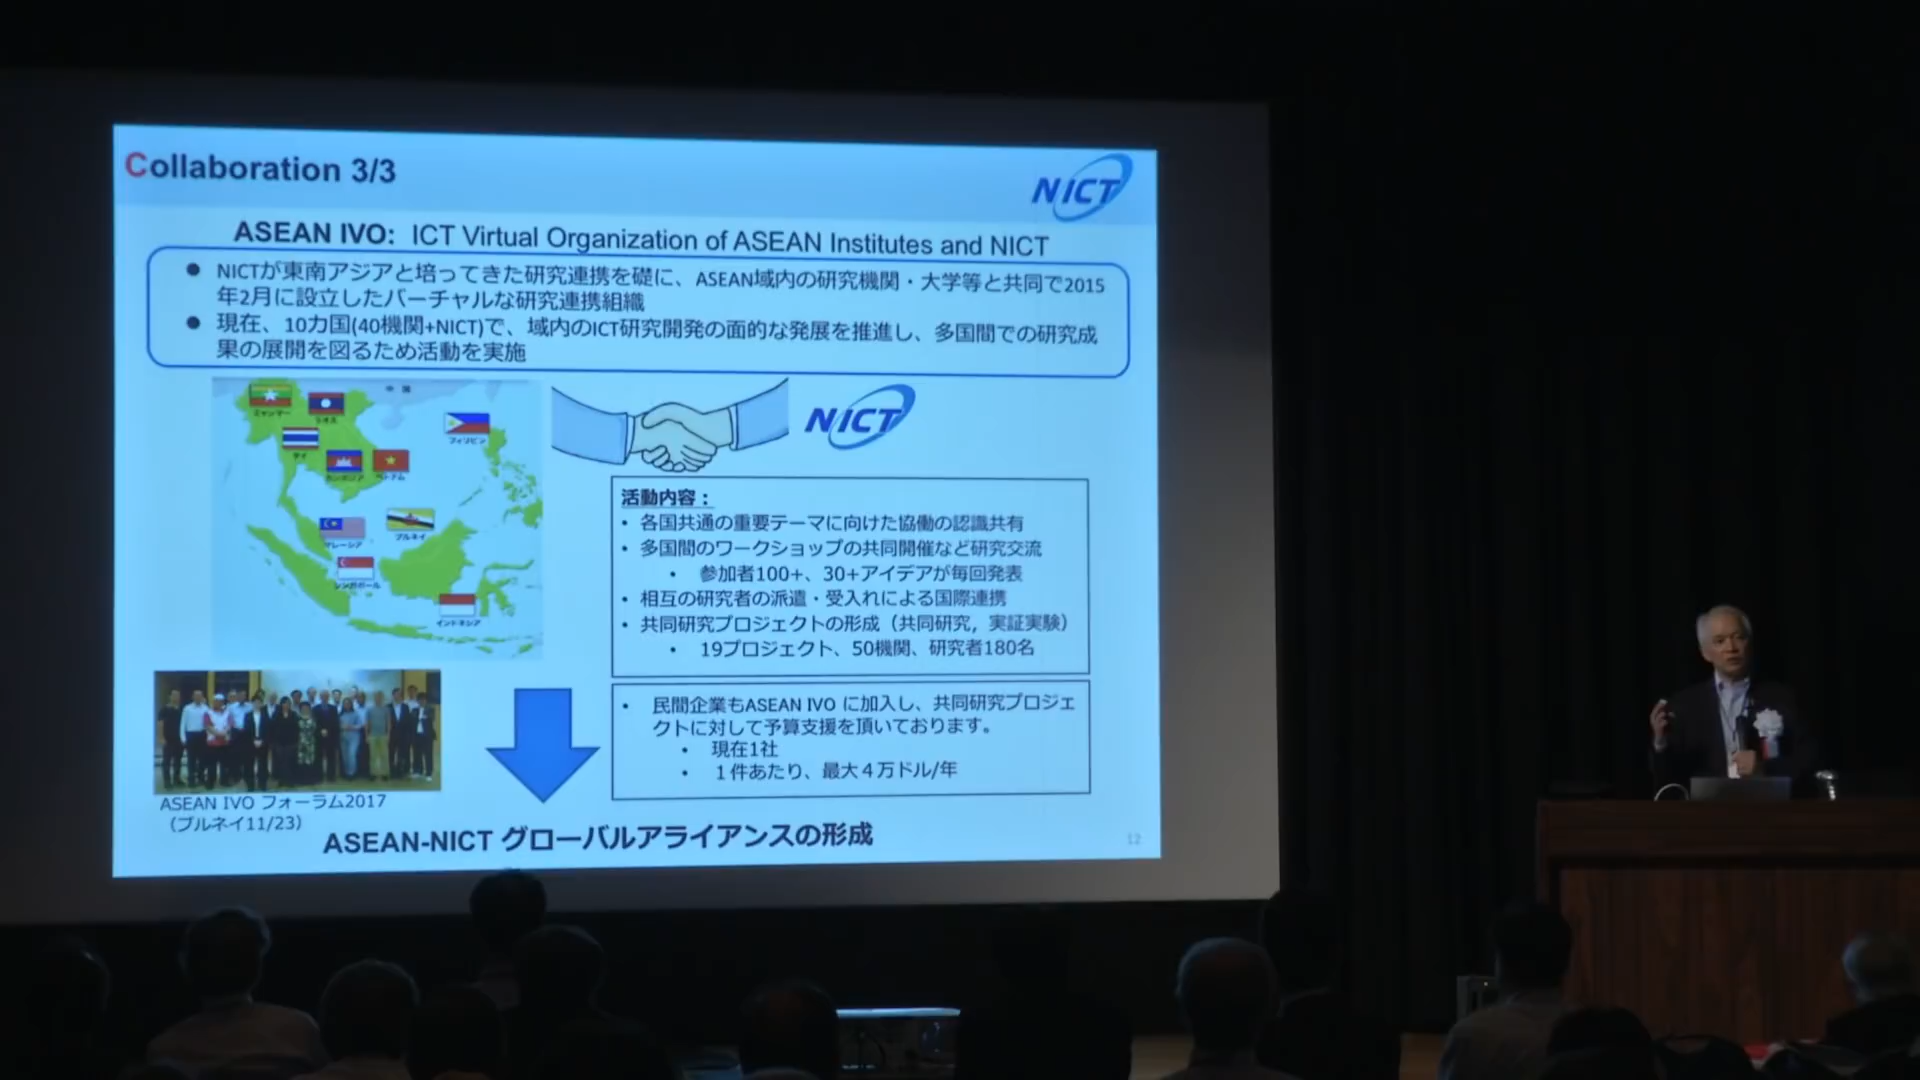 Collaboration 3/3
NICT
ASEAN IVO: ICT Virtual Organization of ASEAN Institutes and NICT
● NICTが東南アジアと培ってきた研究連携を礎に、ASEAN域内の研究機関・大学等と共同で2015
年2月に設立したバーチャルな研究連携組織
● 現在、10カ国(40機関+NICT)で、域内のICT研究開発の面的な発展を推進し、多国間での研究成
果の展開を図るため活動を実施
中国
ミャンマー
ラオス
フィリピン
タイ
カンボジア
ベトナム
マレーシア
ブルネイ
シンガポール
インドネシア
NICT
活動内容：
• 各国共通の重要テーマに向けた協働の認識共有
• 多国間のワークショップの共同開催など研究交流
• 参加者100+、30+アイデアが毎回発表
• 相互の研究者の派遣・受入れによる国際連携
• 共同研究プロジェクトの形成（共同研究，実証実験）
• 19プロジェクト、50機関、研究者180名
• 民間企業もASEAN IVO に加入し、共同研究プロジェ
クトに対して予算支援を頂いております。
• 現在1社
• １件あたり、最大４万ドル/年
ASEAN IVO フォーラム2017
（ブルネイ11/23）
ASEAN-NICT グローバルアライアンスの形成
12